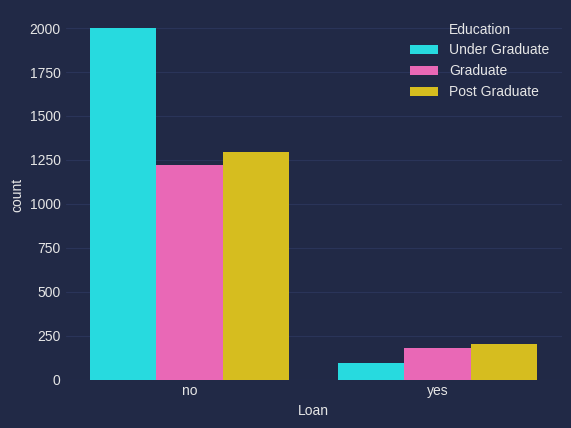 2000
1750
1500
1250
1000
750
500
250
0
count
no
yes
Loan
Education
Under Graduate
Graduate
Post Graduate